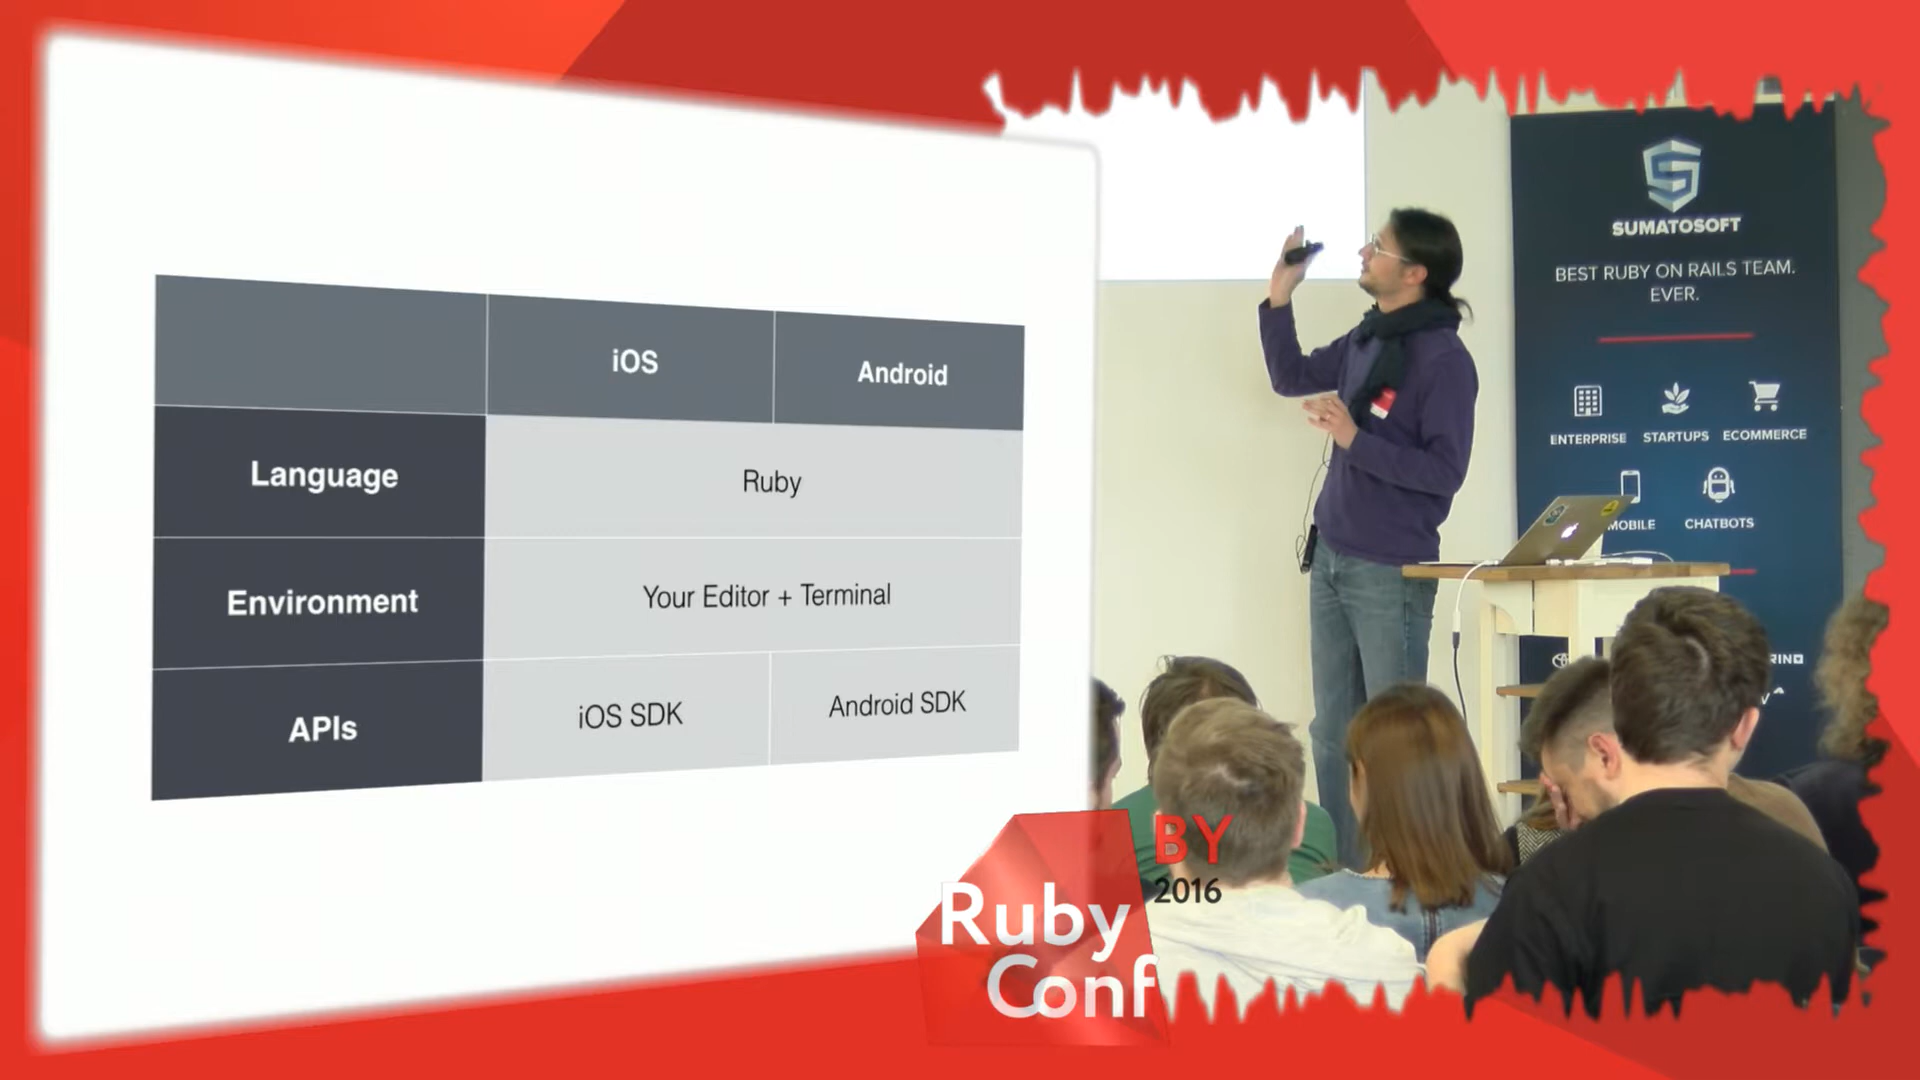 iOS
Android
Language
Ruby
Environment
Your Editor + Terminal
APIs
iOS SDK
Android SDK
SUMATOSOFT
BEST RUBY ON RAILS TEAM.
EVER.
ENTERPRISE
STARTUPS
ECOMMERCE
MOBILE
CHATBOTS
BY
2016
Ruby
Conf